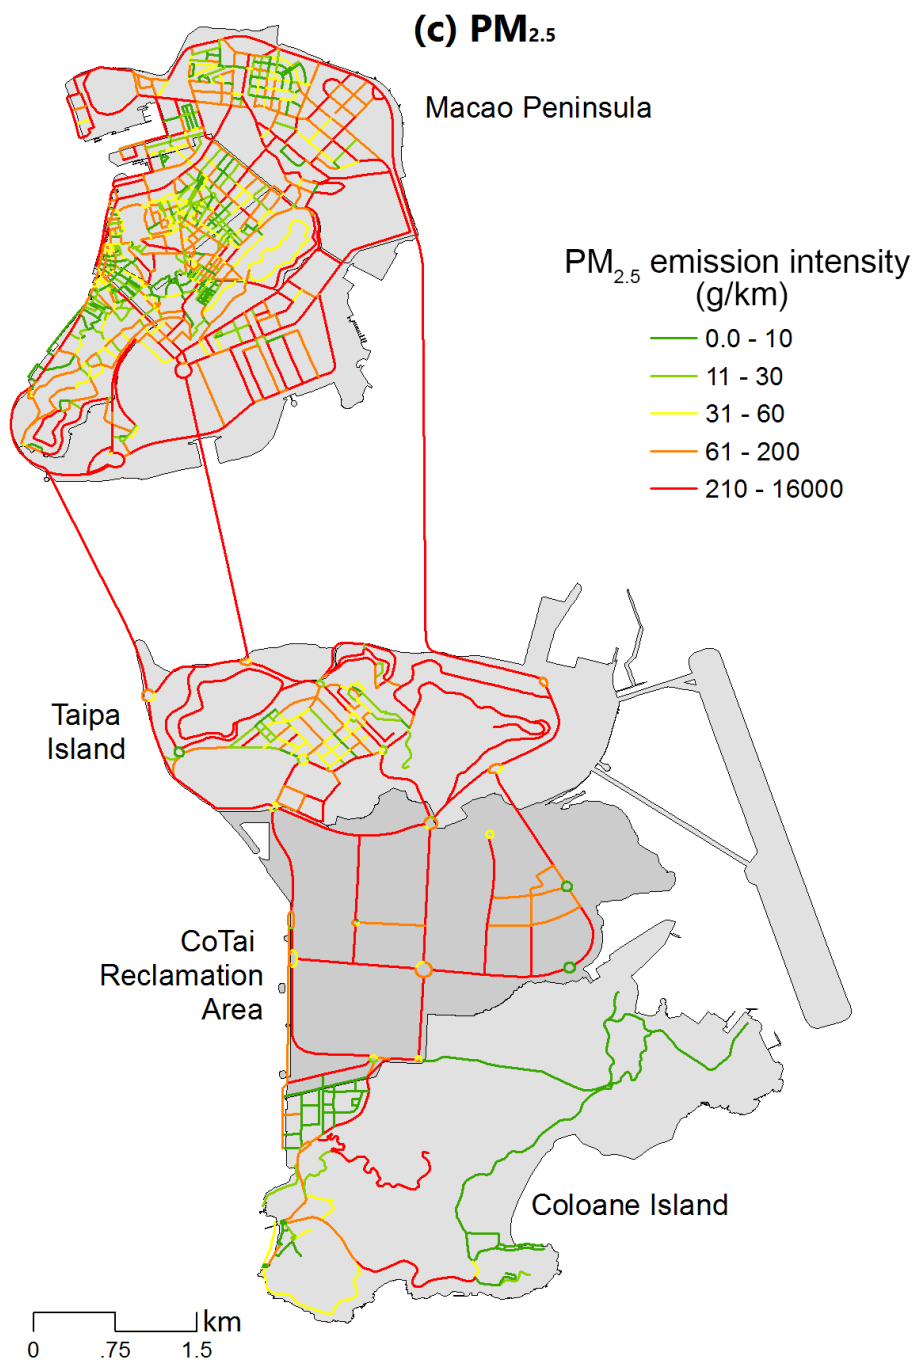 (c) PM2.5
Macao Peninsula
PM2.5 emission intensity
(g/km)
0.0 - 10
11 - 30
31 - 60
61 - 200
210 - 16000
Taipa
Island
CoTai
Reclamation
Area
Coloane Island
km
0 .75 1.5